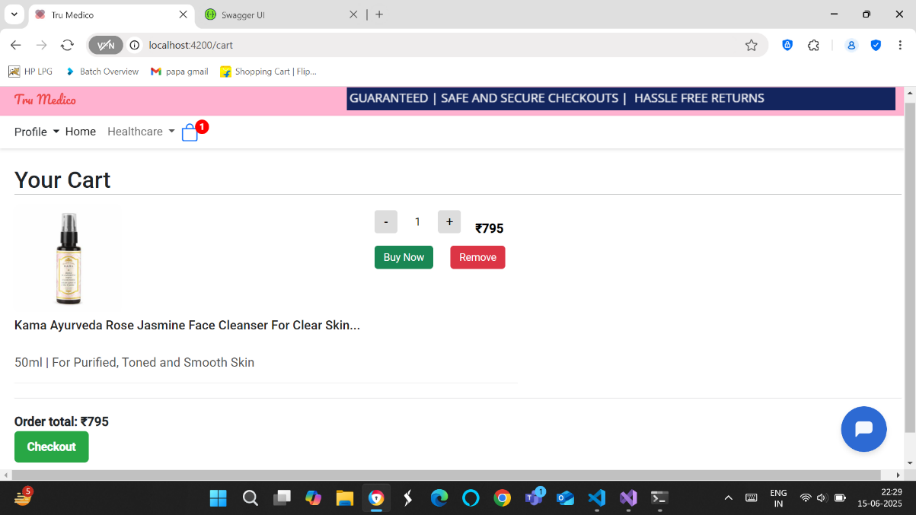 Tru Medico
Swagger UI
VPN
localhost:4200/cart
HP LPG
Batch Overview
papa gmail
Shopping Cart | Flip...
Tru Medico
GUARANTEED | SAFE AND SECURE CHECKOUTS | HASSLE FREE RETURNS
Profile Home Healthcare 1
Your Cart
- 1 + ₹795
Buy Now Remove
Kama Ayurveda Rose Jasmine Face Cleanser For Clear Skin...
50ml | For Purified, Toned and Smooth Skin
Order total: ₹795
Checkout
5
1
ENG
IN
22:29
15-06-2025